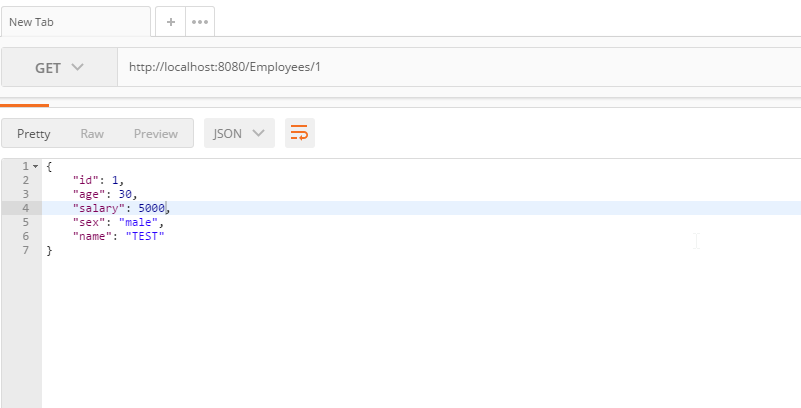 New Tab
GET http://localhost:8080/Employees/1
Pretty Raw Preview JSON
1 {
2 "id": 1,
3 "age": 30,
4 "salary": 5000,
5 "sex": "male",
6 "name": "TEST"
7 }